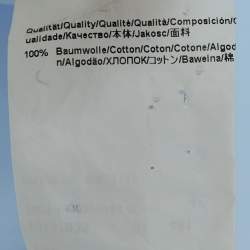 Qualität/Quality/Qualité/Qualità/Composición/
ualidade/Качество/本体/Jakość/面料
100% Baumwolle/Cotton/Coton/Cotone/Algod
n/Algodão/ХЛОПОК/コットン/Bawełna/棉